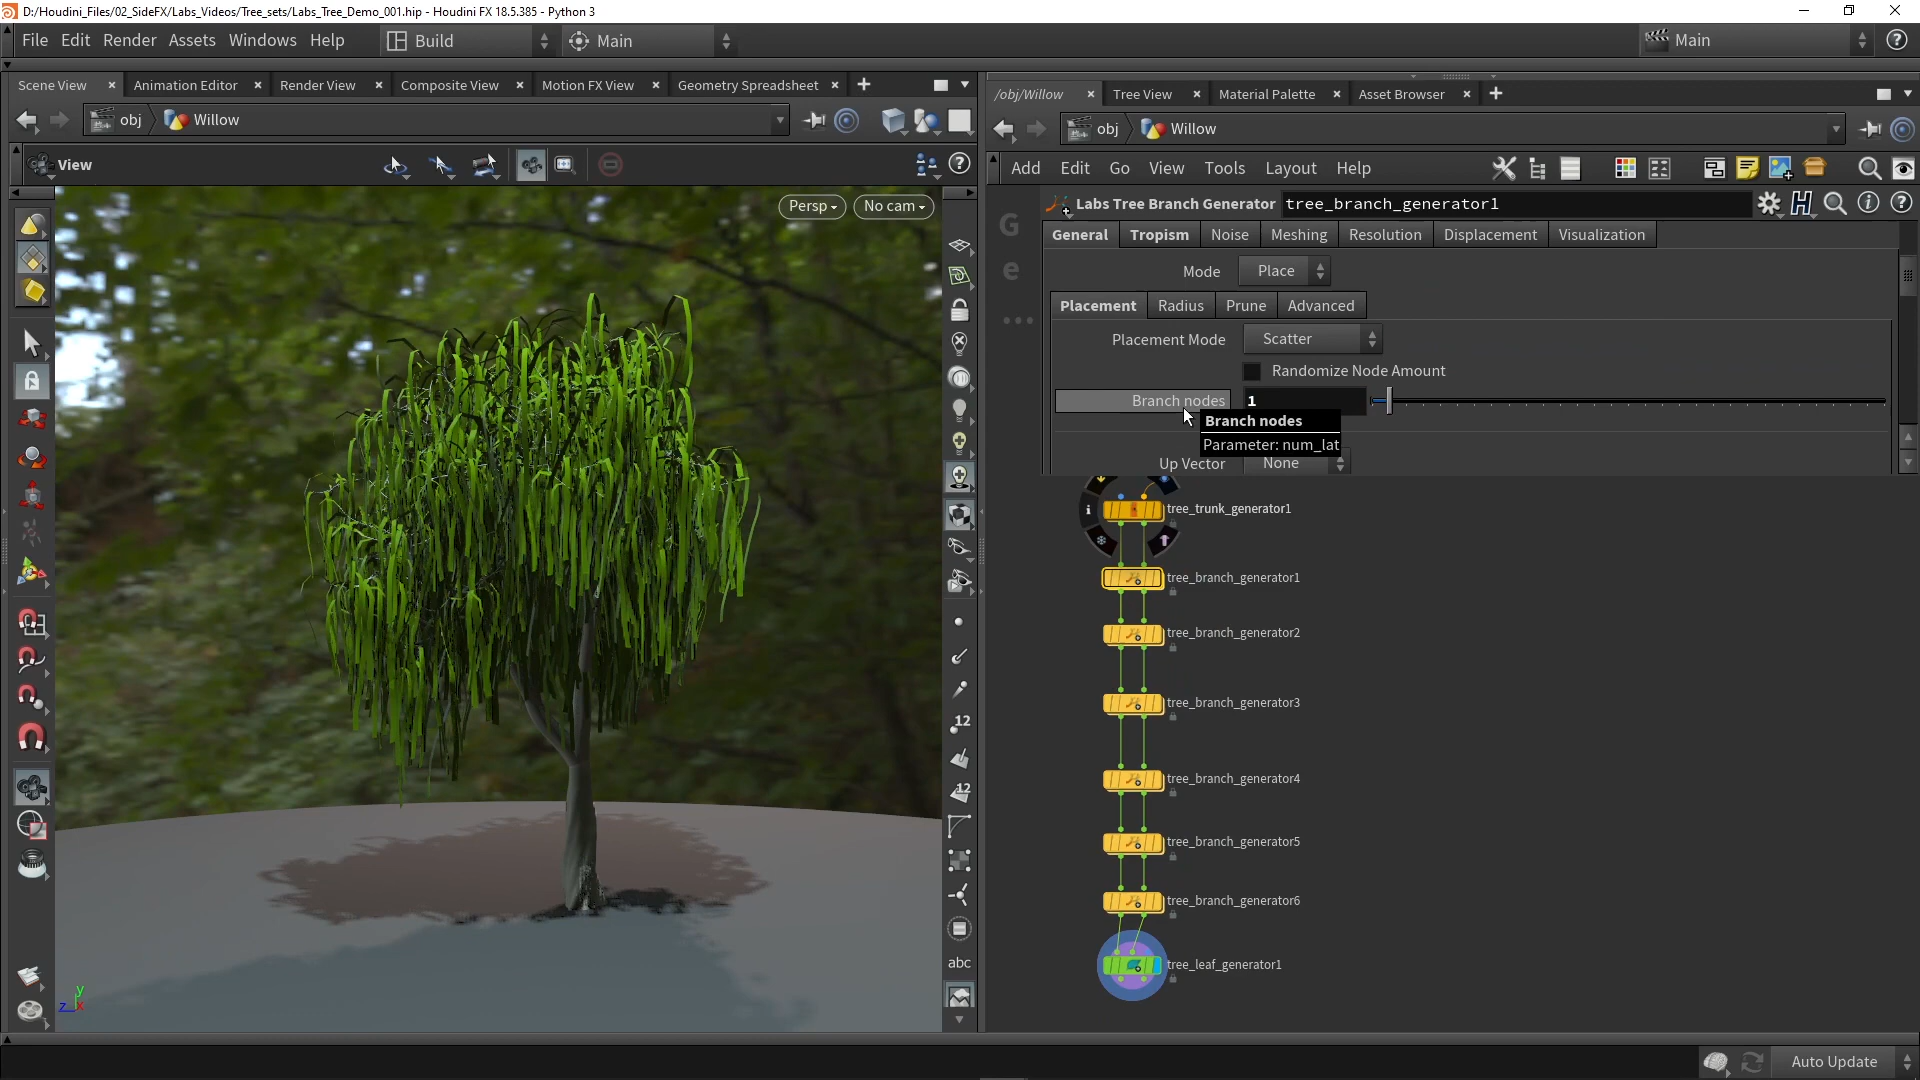 D:/Houdini_Files/02_SideFX/Labs_Videos/Tree_sets/Labs_Tree_Demo_001.hip - Houdini FX 18.5.385 - Python 3
File Edit Render Assets Windows Help
Build
Main
Main
Scene View
Animation Editor
Render View
Composite View
Motion FX View
Geometry Spreadsheet
obj
Willow
View
Persp
No cam
12
12
abc
z
y
x
/obj/Willow
Tree View
Material Palette
Asset Browser
obj
Willow
Add Edit Go View Tools Layout Help
Ge...
Labs Tree Branch Generator
tree_branch_generator1
General
Tropism
Noise
Meshing
Resolution
Displacement
Visualization
Mode
Place
Placement
Radius
Prune
Advanced
Placement Mode
Scatter
Randomize Node Amount
Branch nodes
1
Branch nodes
Parameter: num_lat
Up Vector
None
tree_trunk_generator1
tree_branch_generator1
tree_branch_generator2
tree_branch_generator3
tree_branch_generator4
tree_branch_generator5
tree_branch_generator6
tree_leaf_generator1
Auto Update